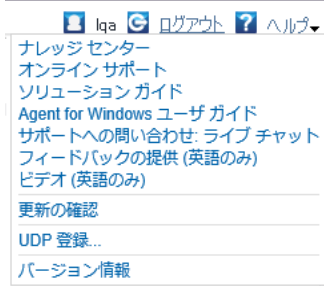 lqa ログアウト ? ヘルプ
ナレッジ センター
オンライン サポート
ソリューション ガイド
Agent for Windows ユーザ ガイド
サポートへの問い合わせ: ライブ チャット
フィードバックの提供 (英語のみ)
ビデオ (英語のみ)
更新の確認
UDP 登録...
バージョン情報